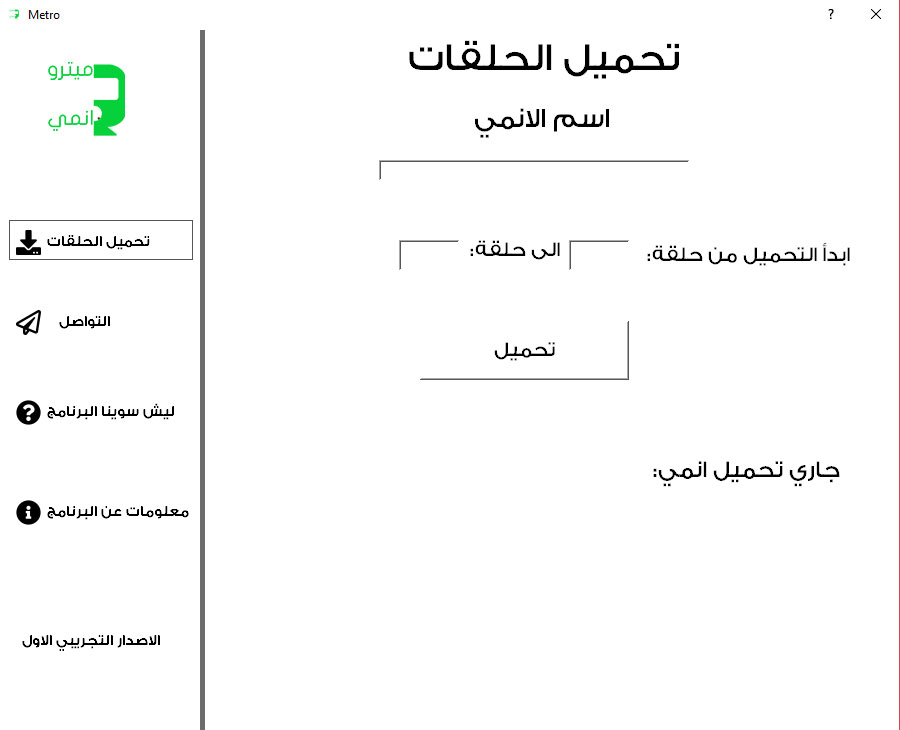 Metro
?
ميترو
انمي
تحميل الحلقات
التواصل
ليش سوينا البرنامج
معلومات عن البرنامج
الاصدار التجريبي الاول
تحميل الحلقات
اسم الانمي
ابدأ التحميل من حلقة: الى حلقة:
تحميل
جاري تحميل انمي: